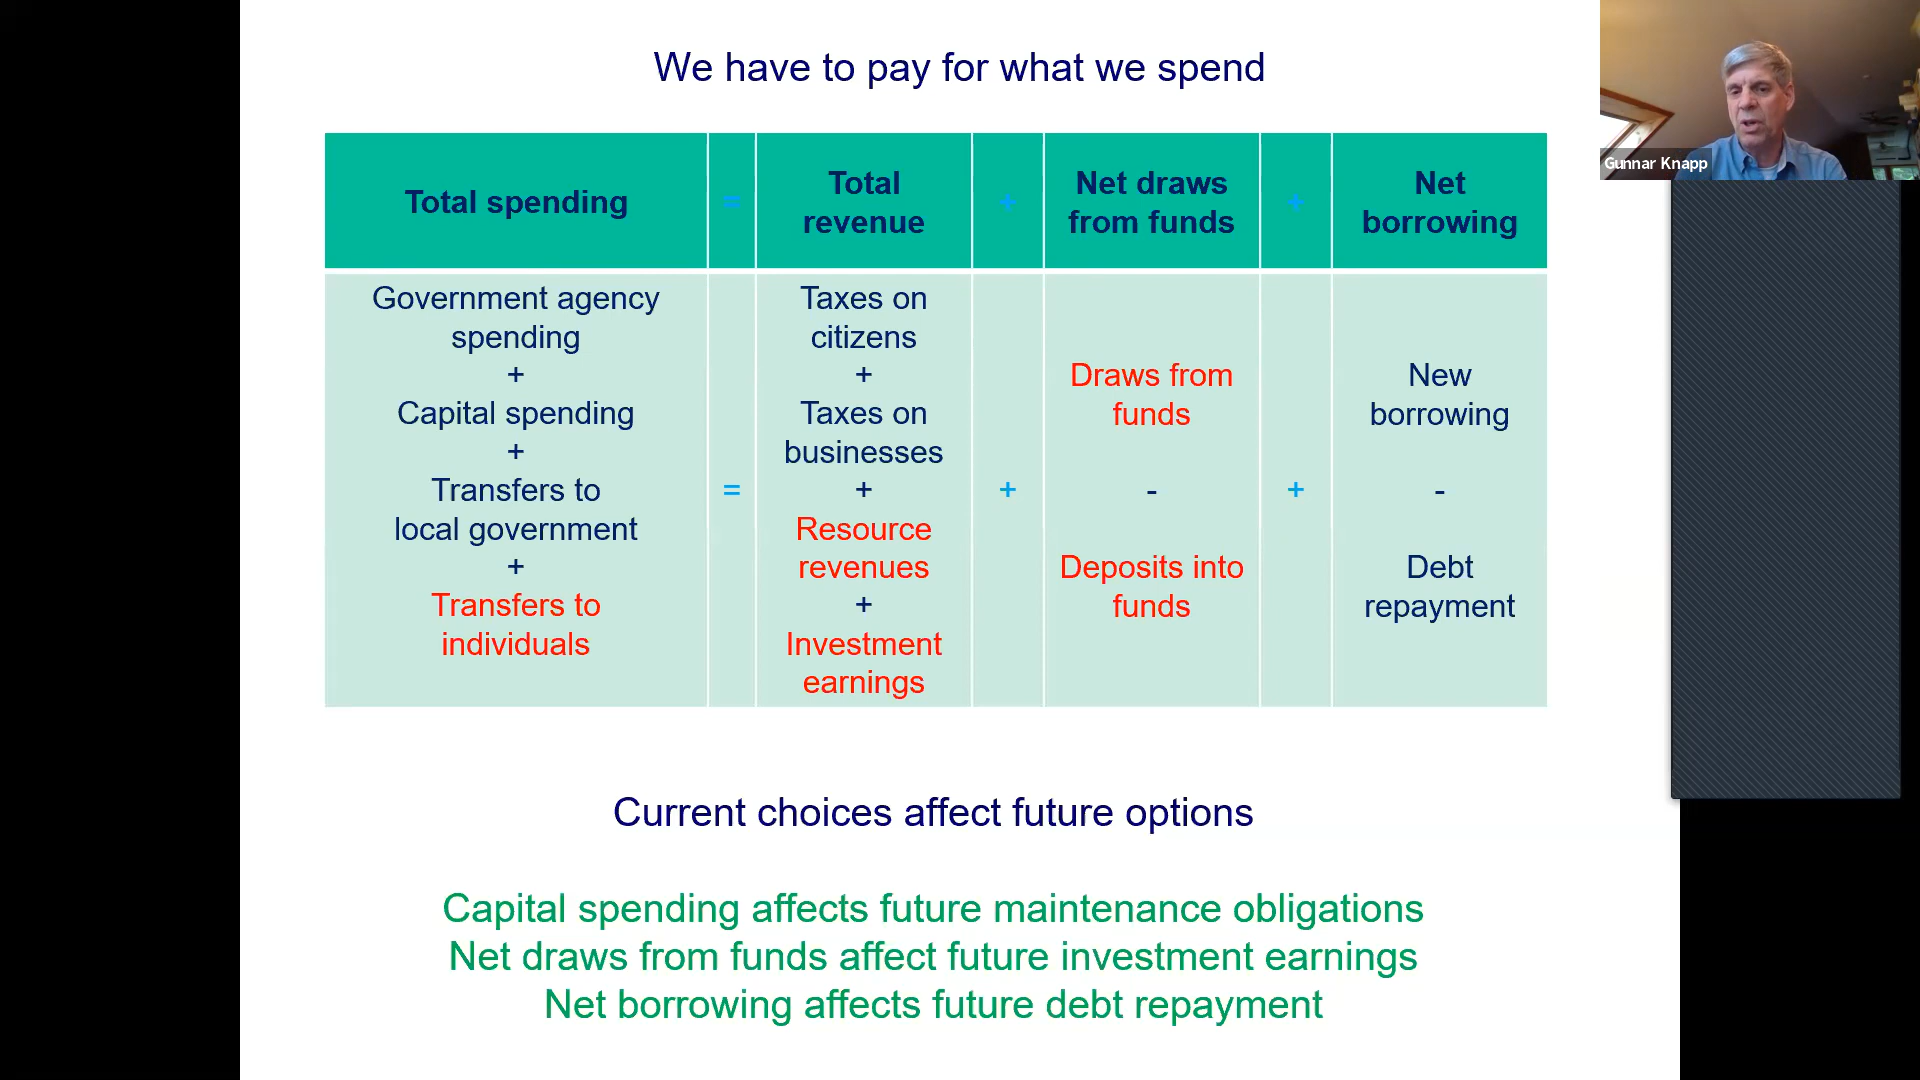 We have to pay for what we spend
Gunnar Knapp
Total spending
=
Total
revenue
+
Net draws
from funds
+
Net
borrowing
Government agency
spending
+
Capital spending
+
Transfers to
local government
+
Transfers to
individuals
=
Taxes on
citizens
+
Taxes on
businesses
+
Resource
revenues
+
Investment
earnings
+
Draws from
funds
-
Deposits into
funds
+
New
borrowing
-
Debt
repayment
Current choices affect future options
Capital spending affects future maintenance obligations
Net draws from funds affect future investment earnings
Net borrowing affects future debt repayment